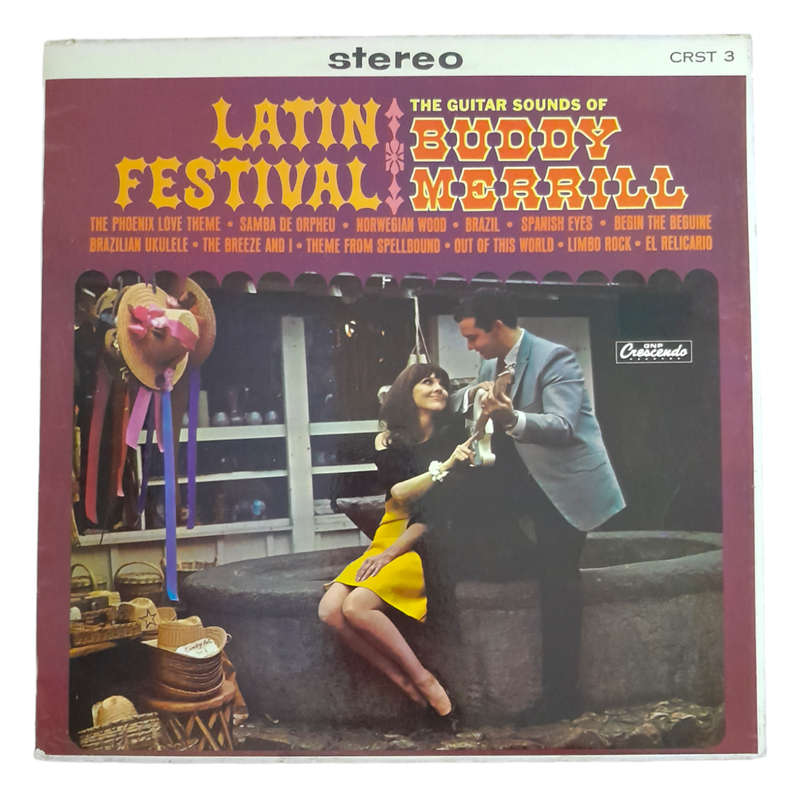 stereo
CRST 3
LATIN
FESTIVAL
THE GUITAR SOUNDS OF
BUDDY
MERRILL
THE PHOENIX LOVE THEME • SAMBA DE ORPHEU • NORWEGIAN WOOD • BRAZIL • SPANISH EYES • BEGIN THE BEGUINE
BRAZILIAN UKULELE • THE BREEZE AND I • THEME FROM SPELLBOUND • OUT OF THIS WORLD • LIMBO ROCK • EL RELICARIO
GNP
Crescendo
RECORDS